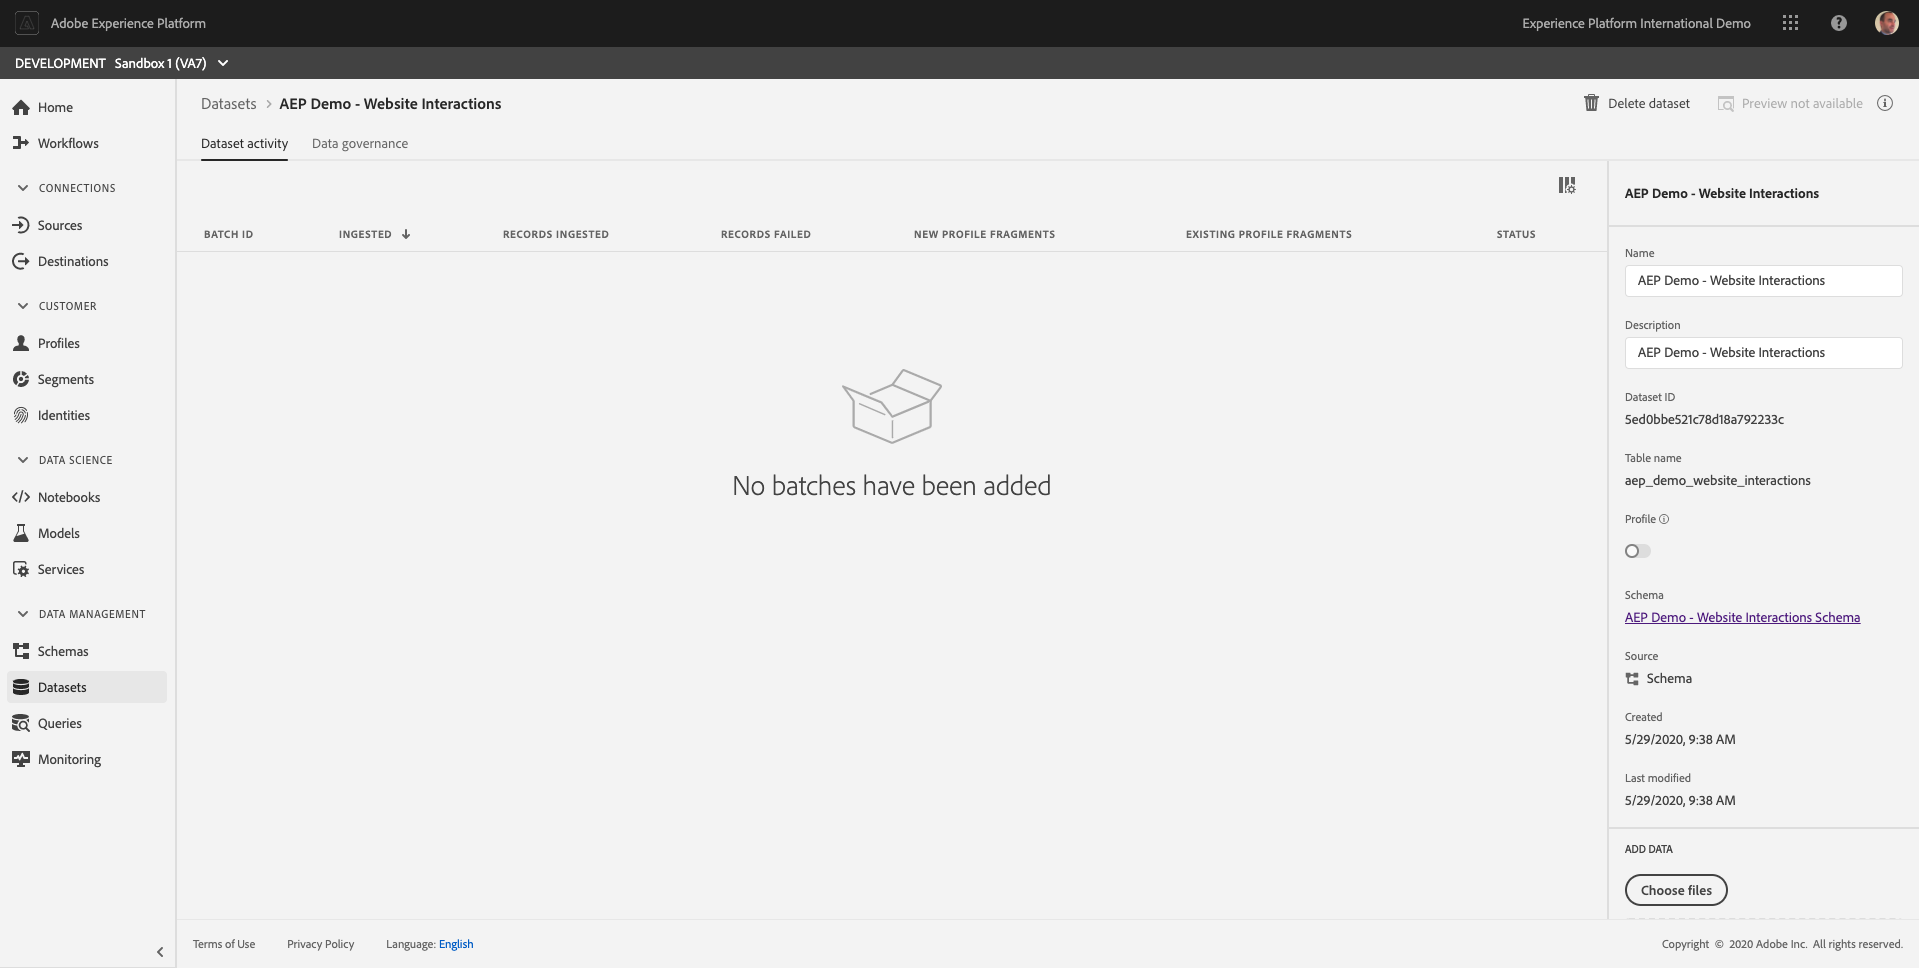 Adobe Experience Platform
Experience Platform International Demo
DEVELOPMENT Sandbox 1 (VA7)
Home
Workflows
CONNECTIONS
Sources
Destinations
CUSTOMER
Profiles
Segments
Identities
DATA SCIENCE
Notebooks
Models
Services
DATA MANAGEMENT
Schemas
Datasets
Queries
Monitoring
Datasets > AEP Demo - Website Interactions
Delete dataset
Preview not available
Dataset activity
Data governance
BATCH ID
INGESTED
RECORDS INGESTED
RECORDS FAILED
NEW PROFILE FRAGMENTS
EXISTING PROFILE FRAGMENTS
STATUS
No batches have been added
AEP Demo - Website Interactions
Name
AEP Demo - Website Interactions
Description
AEP Demo - Website Interactions
Dataset ID
5ed0bbe521c78d18a792233c
Table name
aep_demo_website_interactions
Profile
Schema
AEP Demo - Website Interactions Schema
Source
Schema
Created
5/29/2020, 9:38 AM
Last modified
5/29/2020, 9:38 AM
ADD DATA
Choose files
Terms of Use
Privacy Policy
Language: English
Copyright © 2020 Adobe Inc. All rights reserved.